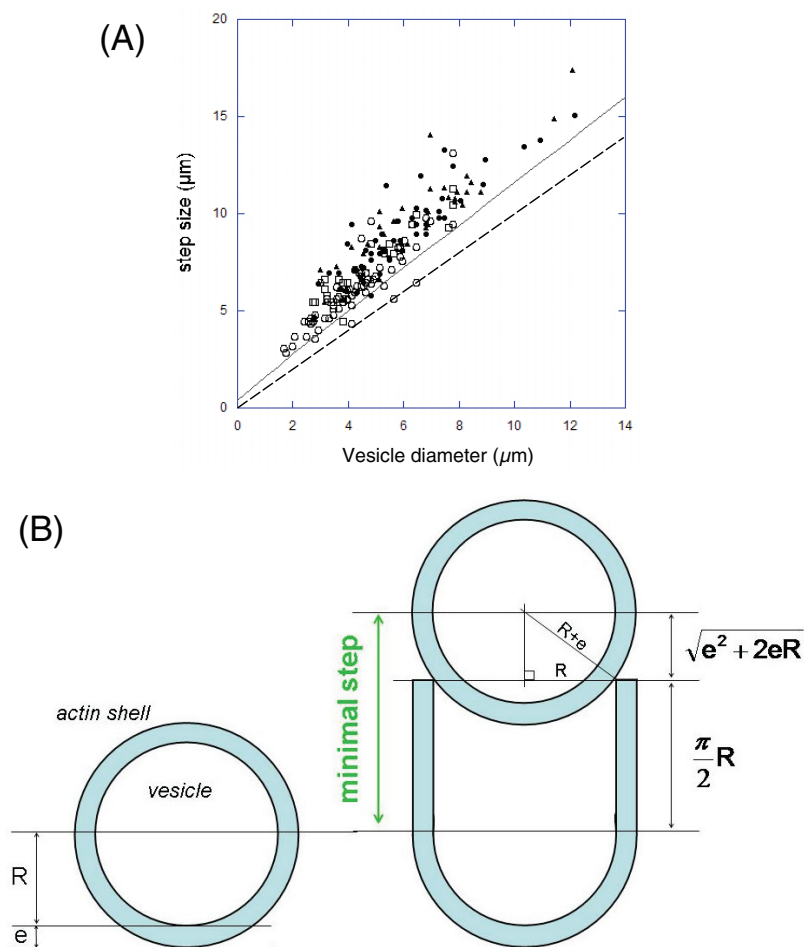 (A)
20
15
10
5
0
step size (µm)
0 2 4 6 8 10 12 14
Vesicle diameter (µm)
(B)
minimal step
R+e
R
√e² + 2eR
π/2 R
actin shell
vesicle
R
e